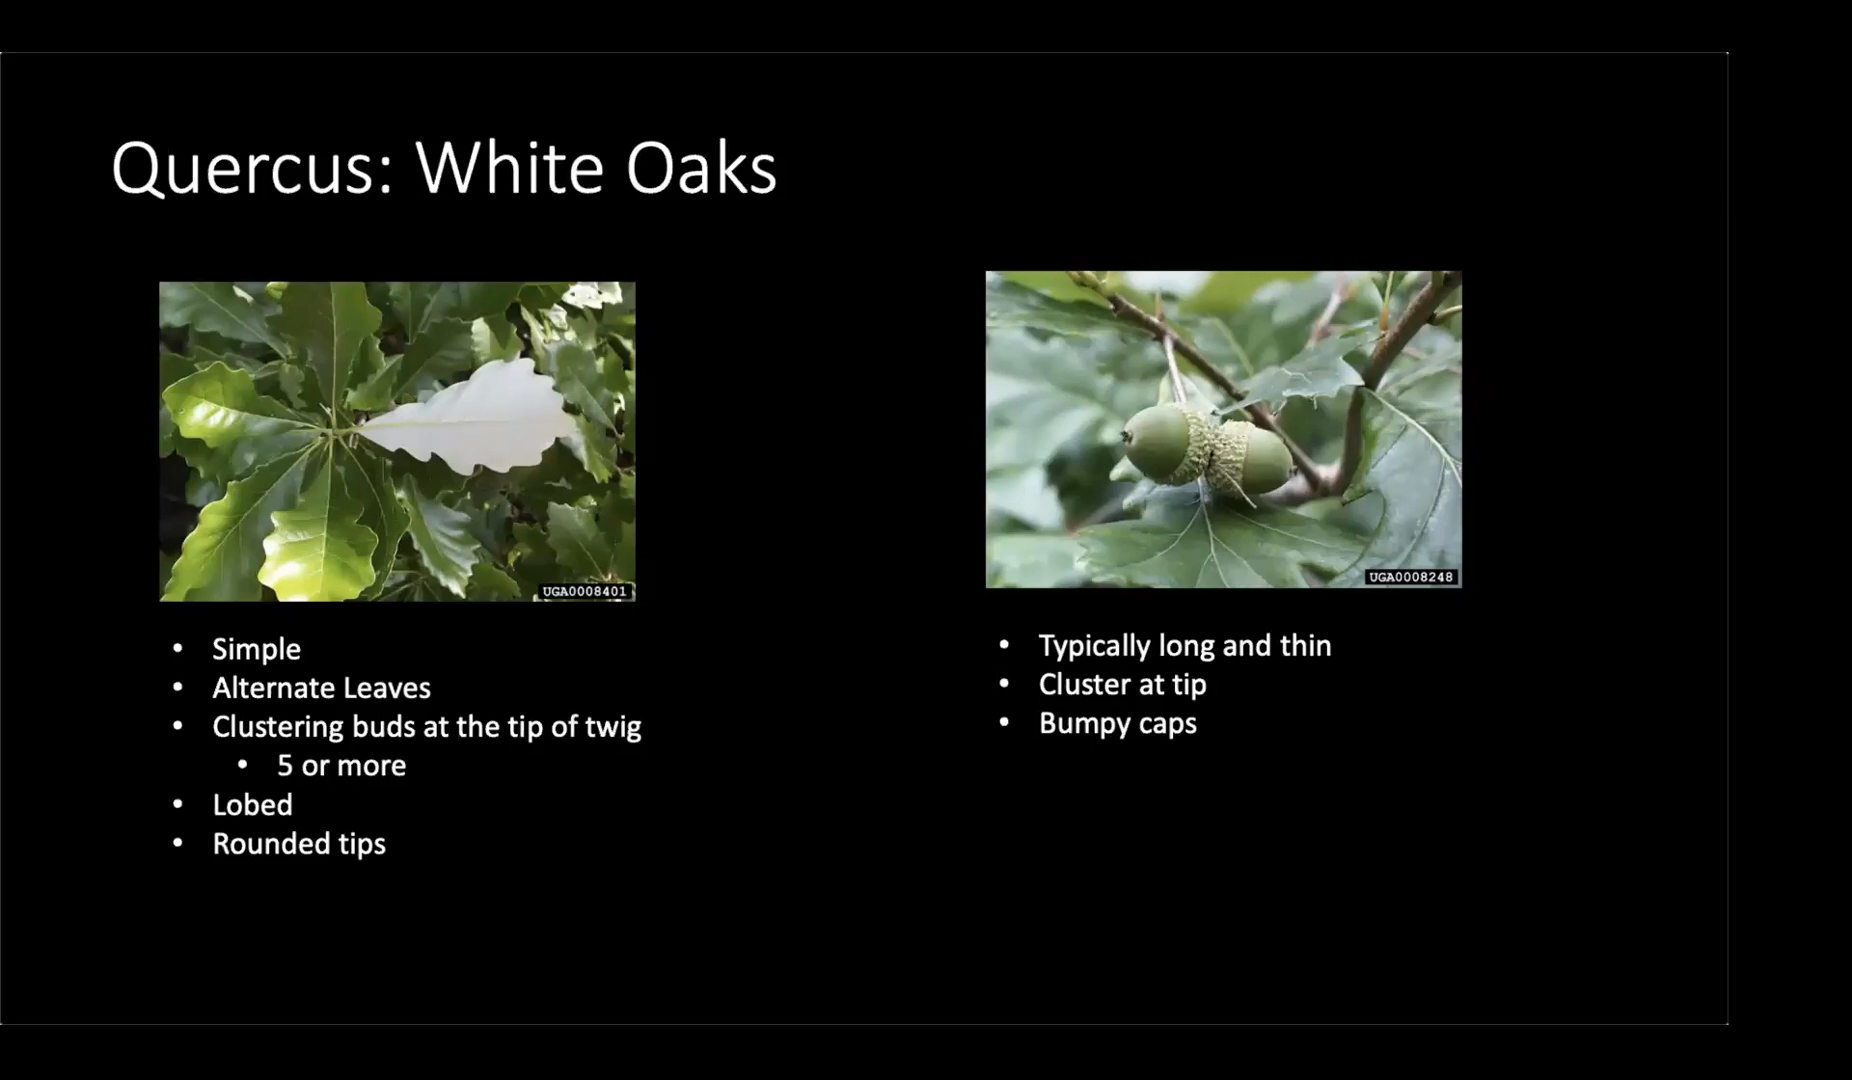 Quercus: White Oaks
UGA0008401
• Simple
• Alternate Leaves
• Clustering buds at the tip of twig
• 5 or more
• Lobed
• Rounded tips
UGA0008248
• Typically long and thin
• Cluster at tip
• Bumpy caps